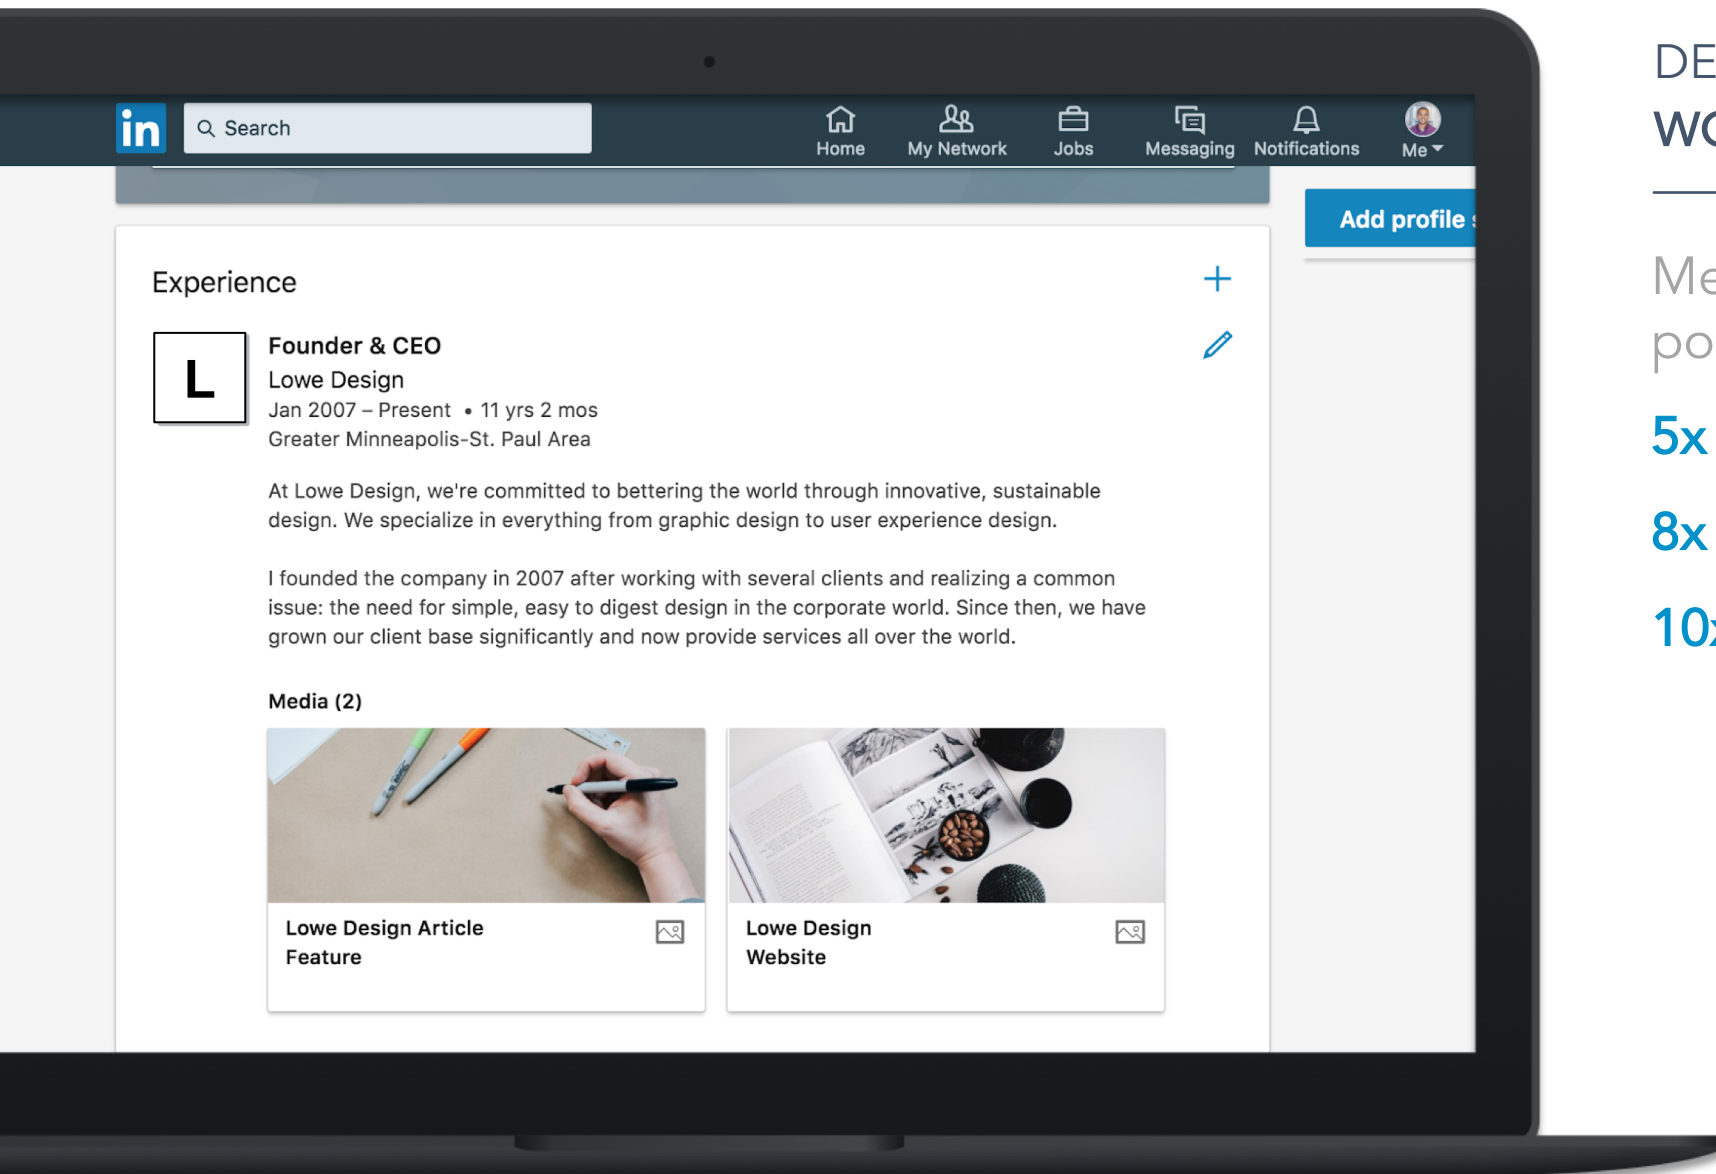 in
Search
Home
My Network
Jobs
Messaging
Notifications
Me
Add profile
Experience
L
Founder & CEO
Lowe Design
Jan 2007 – Present • 11 yrs 2 mos
Greater Minneapolis-St. Paul Area
At Lowe Design, we're committed to bettering the world through innovative, sustainable
design. We specialize in everything from graphic design to user experience design.
I founded the company in 2007 after working with several clients and realizing a common
issue: the need for simple, easy to digest design in the corporate world. Since then, we have
grown our client base significantly and now provide services all over the world.
Media (2)
Lowe Design Article
Feature
Lowe Design
Website
DE
WO
Me
po
5x
8x
10x